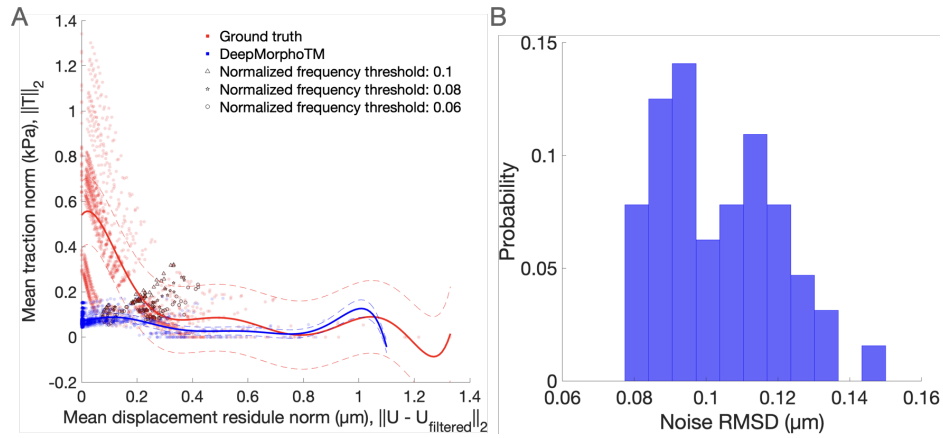 A
1.4
1.2
1
0.8
0.6
0.4
0.2
0
-0.2
Mean traction norm (kPa), ||T||2
Ground truth
DeepMorphoTM
Normalized frequency threshold: 0.1
Normalized frequency threshold: 0.08
Normalized frequency threshold: 0.06
0 0.2 0.4 0.6 0.8 1 1.2 1.4
Mean displacement residule norm (μm), ||U - Ufiltered||2
B
0.15
0.1
0.05
0
Probability
0.06 0.08 0.1 0.12 0.14 0.16
Noise RMSD (μm)